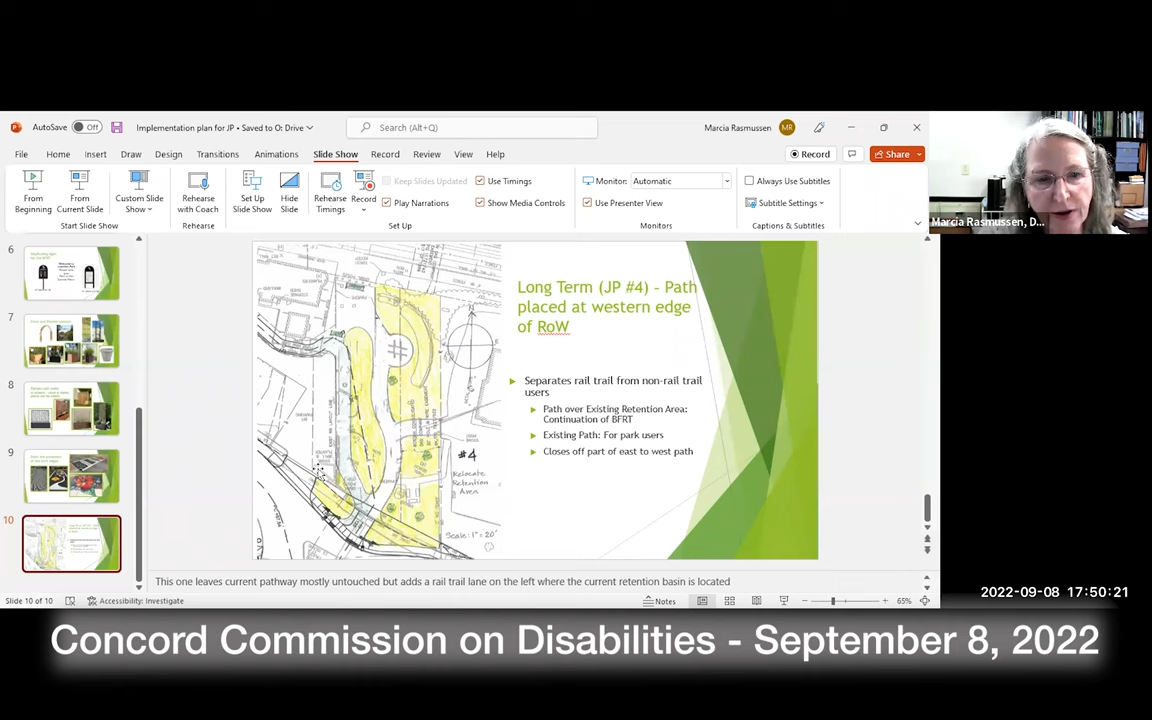 AutoSave Off Implementation plan for JP • Saved to O: Drive Search (Alt+Q) Marcia Rasmussen MR
File Home Insert Draw Design Transitions Animations Slide Show Record Review View Help Record Share
From Beginning
From Current Slide
Custom Slide Show
Start Slide Show
Rehearse with Coach
Rehearse
Set Up Slide Show
Hide Slide
Rehearse Timings
Record
Keep Slides Updated
Play Narrations
Use Timings
Show Media Controls
Set Up
Monitor: Automatic
Use Presenter View
Monitors
Always Use Subtitles
Subtitle Settings
Captions & Subtitles
Marcia Rasmussen, D...
6
7
8
9
10
Long Term (JP #4) - Path
placed at western edge
of RoW
Separates rail trail from non-rail trail
users
Path over Existing Retention Area:
Continuation of BFRT
Existing Path: For park users
Closes off part of east to west path
N
#4
Relocate
Retention
Area
Scale: 1"= 20'
This one leaves current pathway mostly untouched but adds a rail trail lane on the left where the current retention basin is located
Slide 10 of 10 Accessibility: Investigate Notes 65%
2022-09-08 17:50:21
Concord Commission on Disabilities - September 8, 2022